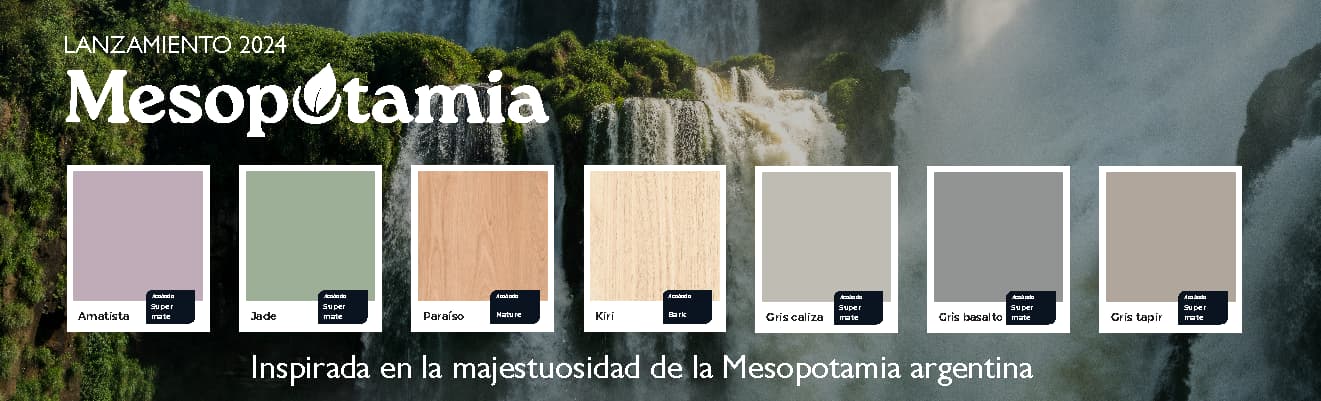 LANZAMIENTO 2024
Mesopotamia
Amatista
Acabado
Super
mate
Jade
Acabado
Super
mate
Paraíso
Acabado
Nature
Kiri
Acabado
Bark
Gris caliza
Acabado
Super
mate
Gris basalto
Acabado
Super
mate
Gris tapir
Acabado
Super
mate
Inspirada en la majestuosidad de la Mesopotamia argentina